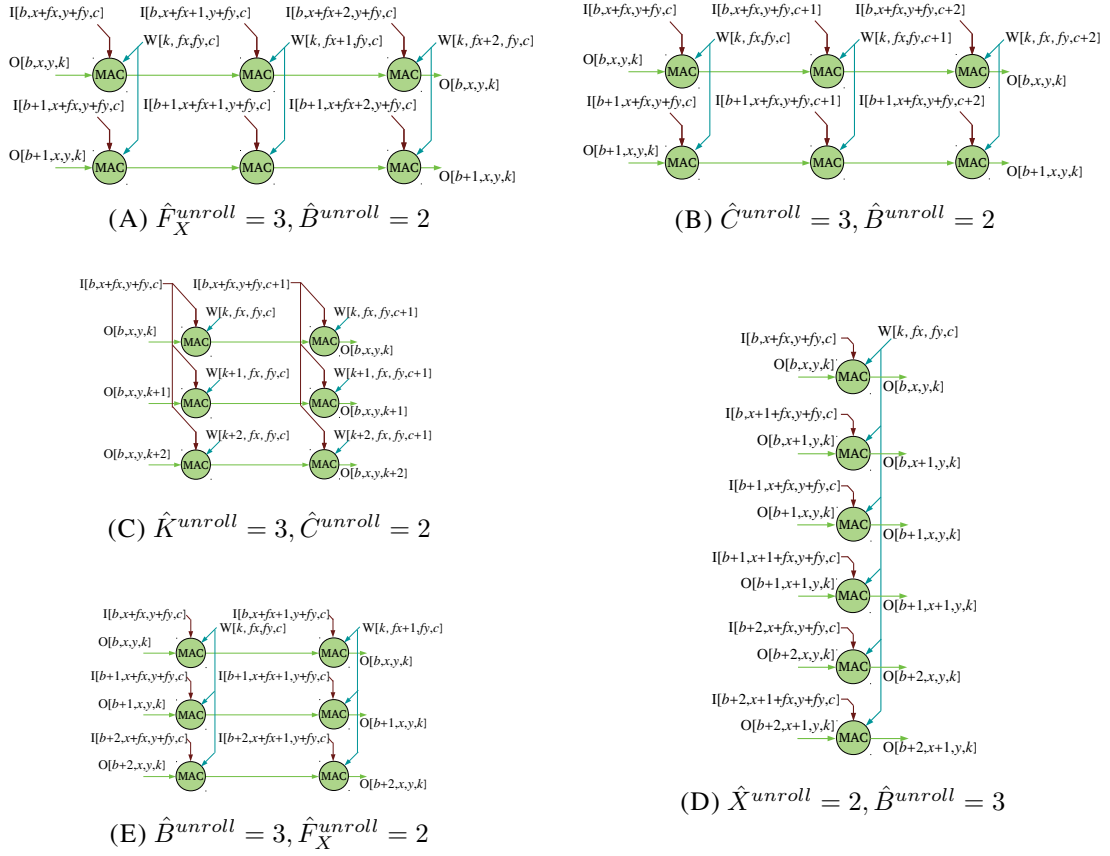 I[b,x+fx,y+fy,c] I[b,x+fx+1,y+fy,c] I[b,x+fx+2,y+fy,c]
W[k, fx,fy,c] W[k, fx+1,fy,c] W[k, fx+2, fy,c]
O[b,x,y,k] MAC MAC MAC O[b,x,y,k]
I[b+1,x+fx,y+fy,c] I[b+1,x+fx+1,y+fy,c] I[b+1,x+fx+2,y+fy,c]
O[b+1,x,y,k] MAC MAC MAC O[b+1,x,y,k]
(A) F̂_X^{unroll} = 3, B̂^{unroll} = 2
I[b,x+fx,y+fy,c] I[b,x+fx,y+fy,c+1] I[b,x+fx,y+fy,c+2]
W[k, fx,fy,c] W[k, fx,fy,c+1] W[k, fx, fy,c+2]
O[b,x,y,k] MAC MAC MAC O[b,x,y,k]
I[b+1,x+fx,y+fy,c] I[b+1,x+fx,y+fy,c+1] I[b+1,x+fx,y+fy,c+2]
O[b+1,x,y,k] MAC MAC MAC O[b+1,x,y,k]
(B) Ĉ^{unroll} = 3, B̂^{unroll} = 2
I[b,x+fx,y+fy,c] I[b,x+fx,y+fy,c+1]
W[k, fx, fy,c] W[k, fx, fy,c+1]
O[b,x,y,k] MAC MAC O[b,x,y,k]
W[k+1, fx, fy,c] W[k+1, fx, fy,c+1]
O[b,x,y,k+1] MAC MAC O[b,x,y,k+1]
W[k+2, fx, fy,c] W[k+2, fx, fy,c+1]
O[b,x,y,k+2] MAC MAC O[b,x,y,k+2]
(C) K̂^{unroll} = 3, Ĉ^{unroll} = 2
I[b,x+fx,y+fy,c] W[k, fx, fy,c]
O[b,x,y,k] MAC O[b,x,y,k]
I[b,x+1+fx,y+fy,c]
O[b,x+1,y,k] MAC O[b,x+1,y,k]
I[b+1,x+fx,y+fy,c]
O[b+1,x,y,k] MAC O[b+1,x,y,k]
I[b+1,x+1+fx,y+fy,c]
O[b+1,x+1,y,k] MAC O[b+1,x+1,y,k]
I[b+2,x+fx,y+fy,c]
O[b+2,x,y,k] MAC O[b+2,x,y,k]
I[b+2,x+1+fx,y+fy,c]
O[b+2,x+1,y,k] MAC O[b+2,x+1,y,k]
(D) X̂^{unroll} = 2, B̂^{unroll} = 3
I[b,x+fx,y+fy,c] I[b,x+fx+1,y+fy,c]
W[k, fx,fy,c] W[k, fx+1,fy,c]
O[b,x,y,k] MAC MAC O[b,x,y,k]
I[b+1,x+fx,y+fy,c] I[b+1,x+fx+1,y+fy,c]
O[b+1,x,y,k] MAC MAC O[b+1,x,y,k]
I[b+2,x+fx,y+fy,c] I[b+2,x+fx+1,y+fy,c]
O[b+2,x,y,k] MAC MAC O[b+2,x,y,k]
(E) B̂^{unroll} = 3, F̂_X^{unroll} = 2